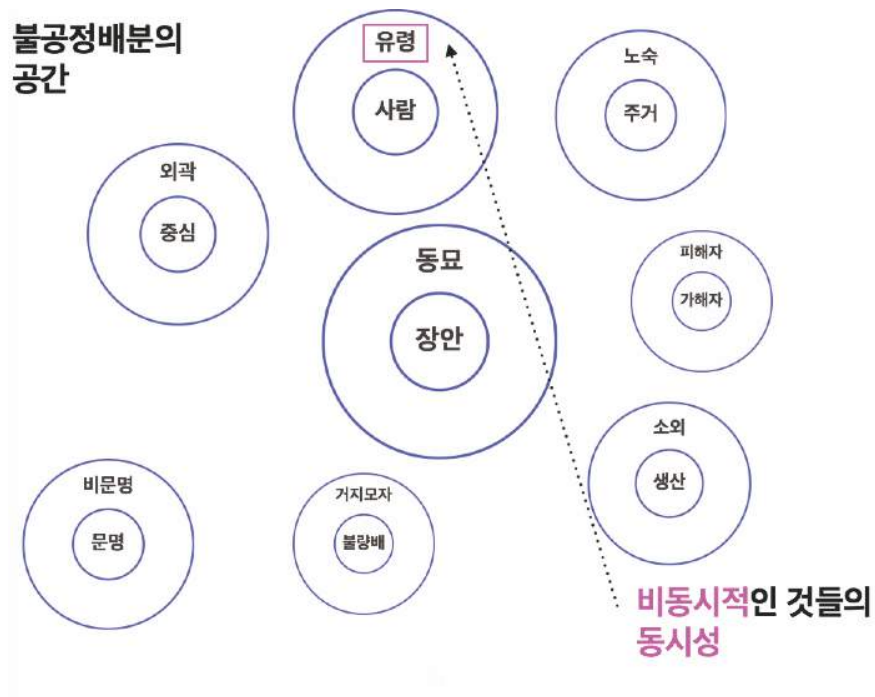 불공정배분의
공간
유령
사람
노숙
주거
외곽
중심
동묘
장안
피해자
가해자
소외
생산
비문명
문명
거지모자
불량배
비동시적인 것들의
동시성